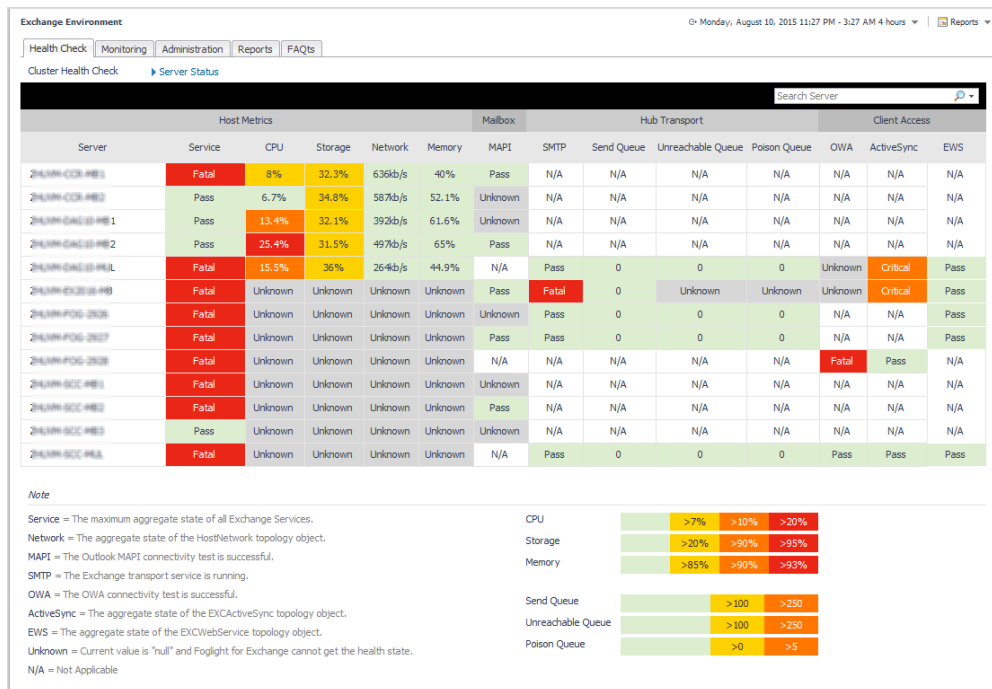 Exchange Environment
Monday, August 10, 2015 11:27 PM - 3:27 AM 4 hours Reports
Health Check Monitoring Administration Reports FAQts
Cluster Health Check Server Status
Search Server
Host Metrics Mailbox Hub Transport Client Access
Server Service CPU Storage Network Memory MAPI SMTP Send Queue Unreachable Queue Poison Queue OWA ActiveSync EWS
Fatal 8% 32.3% 636kb/s 40% Pass N/A N/A N/A N/A N/A N/A N/A
Pass 6.7% 34.8% 587kb/s 52.1% Unknown N/A N/A N/A N/A N/A N/A N/A
Pass 13.4% 32.1% 392kb/s 61.6% Unknown N/A N/A N/A N/A N/A N/A N/A
Pass 25.4% 31.5% 497kb/s 65% Pass N/A N/A N/A N/A N/A N/A N/A
Fatal 15.5% 36% 264kb/s 44.9% N/A Pass 0 0 0 Unknown Critical Pass
Fatal Unknown Unknown Unknown Unknown Pass Fatal 0 Unknown Unknown Unknown Critical Pass
Fatal Unknown Unknown Unknown Unknown Unknown Pass 0 0 0 N/A N/A Pass
Fatal Unknown Unknown Unknown Unknown Pass Pass 0 0 0 N/A N/A Pass
Fatal Unknown Unknown Unknown Unknown N/A N/A N/A N/A N/A Fatal Pass N/A
Fatal Unknown Unknown Unknown Unknown Unknown N/A N/A N/A N/A N/A N/A N/A
Fatal Unknown Unknown Unknown Unknown Pass N/A N/A N/A N/A N/A N/A N/A
Pass Unknown Unknown Unknown Unknown Unknown N/A N/A N/A N/A N/A N/A N/A
Fatal Unknown Unknown Unknown Unknown N/A Pass 0 0 0 Pass Pass Pass
Note
Service = The maximum aggregate state of all Exchange Services.
Network = The aggregate state of the HostNetwork topology object.
MAPI = The Outlook MAPI connectivity test is successful.
SMTP = The Exchange transport service is running.
OWA = The OWA connectivity test is successful.
ActiveSync = The aggregate state of the EXCActiveSync topology object.
EWS = The aggregate state of the EXCWebService topology object.
Unknown = Current value is "null" and Foglight for Exchange cannot get the health state.
N/A = Not Applicable
CPU >7% >10% >20%
Storage >20% >90% >95%
Memory >85% >90% >93%
Send Queue >100 >250
Unreachable Queue >100 >250
Poison Queue >0 >5